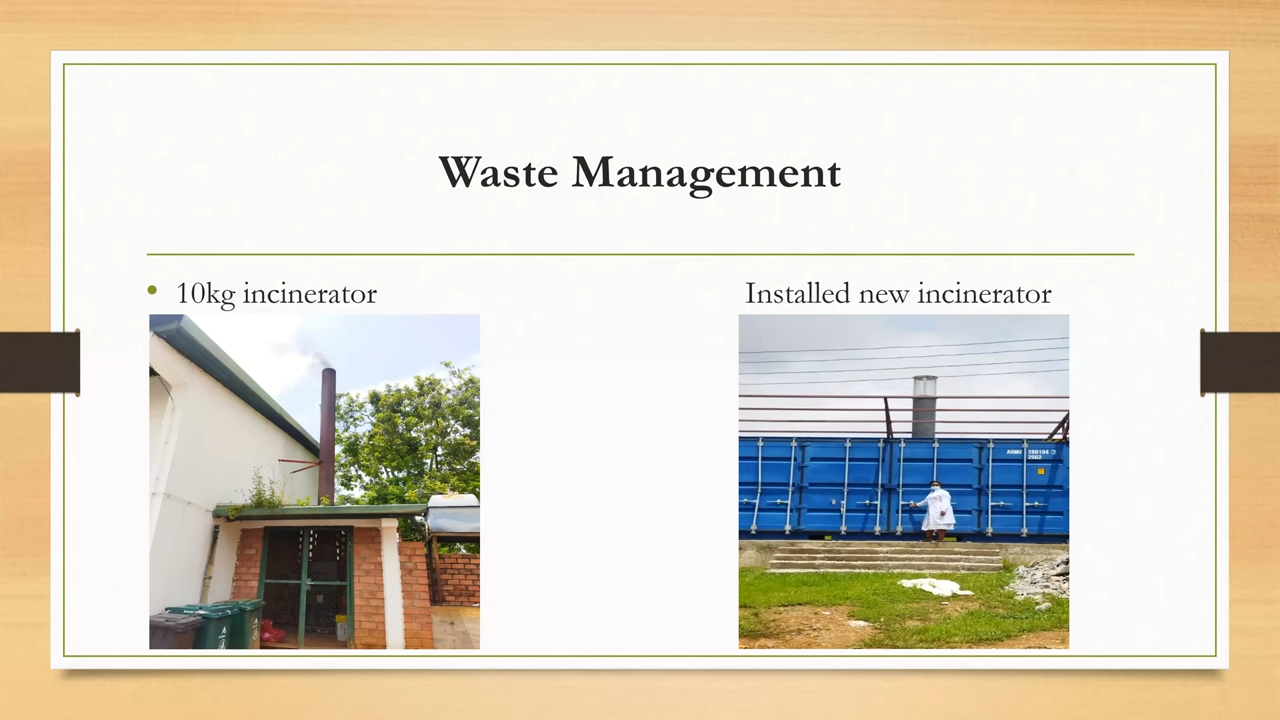 Waste Management
• 10kg incinerator
Installed new incinerator